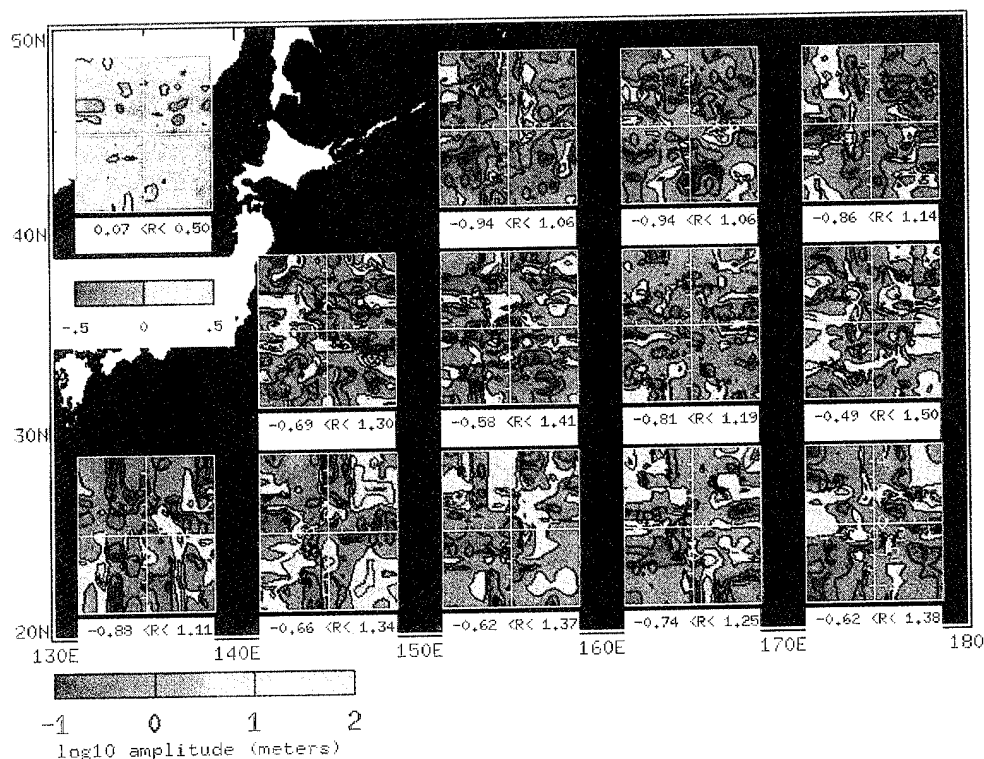 50N
0.07 <R< 0.50
-0.94 <R< 1.06
-0.94 <R< 1.06
-0.86 <R< 1.14
40N
-.5 0 .5
-0.69 <R< 1.30
-0.58 <R< 1.41
-0.81 <R< 1.19
-0.49 <R< 1.50
30N
-0.88 <R< 1.11
-0.66 <R< 1.34
-0.62 <R< 1.37
-0.74 <R< 1.25
-0.62 <R< 1.38
20N
130E 140E 150E 160E 170E 180
-1 0 1 2
log10 amplitude (meters)